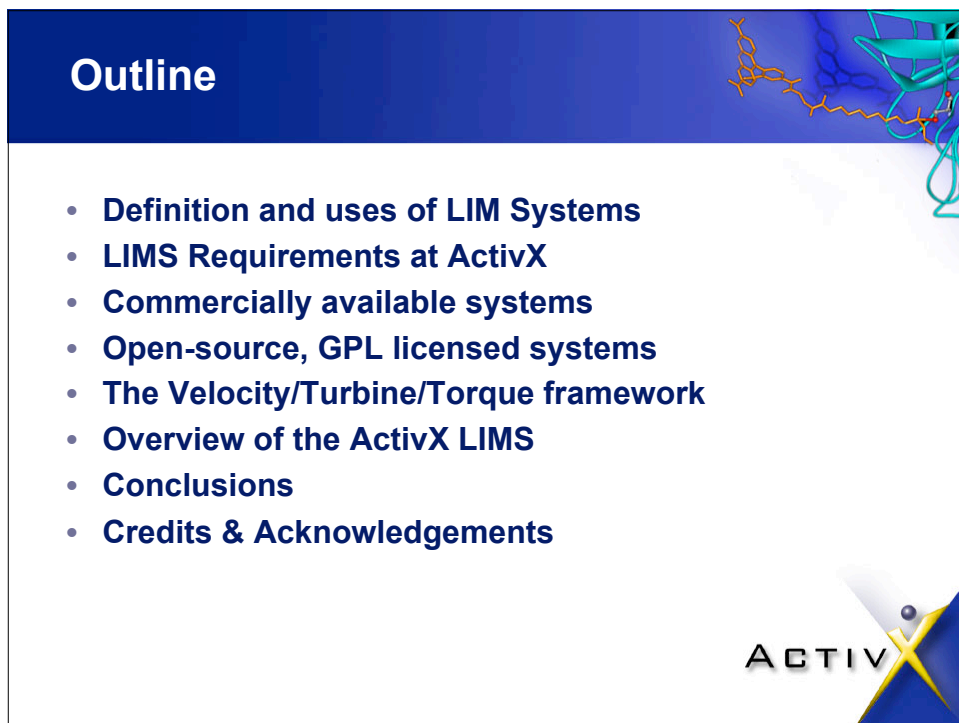 Outline
• Definition and uses of LIM Systems
• LIMS Requirements at ActivX
• Commercially available systems
• Open-source, GPL licensed systems
• The Velocity/Turbine/Torque framework
• Overview of the ActivX LIMS
• Conclusions
• Credits & Acknowledgements
ACTIVX